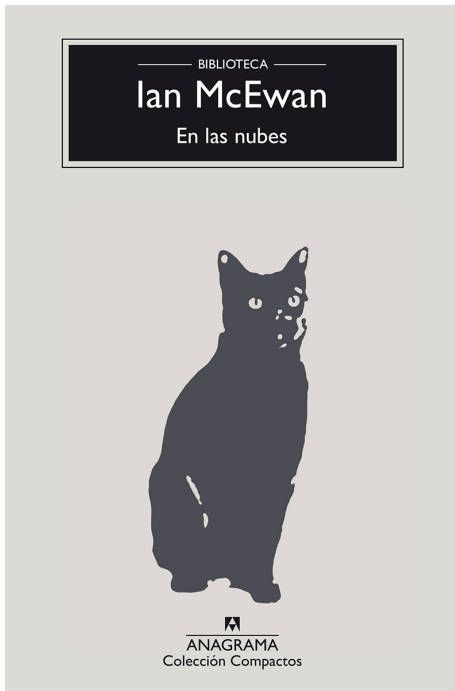 BIBLIOTECA
Ian McEwan
En las nubes
ANAGRAMA
Colección Compactos